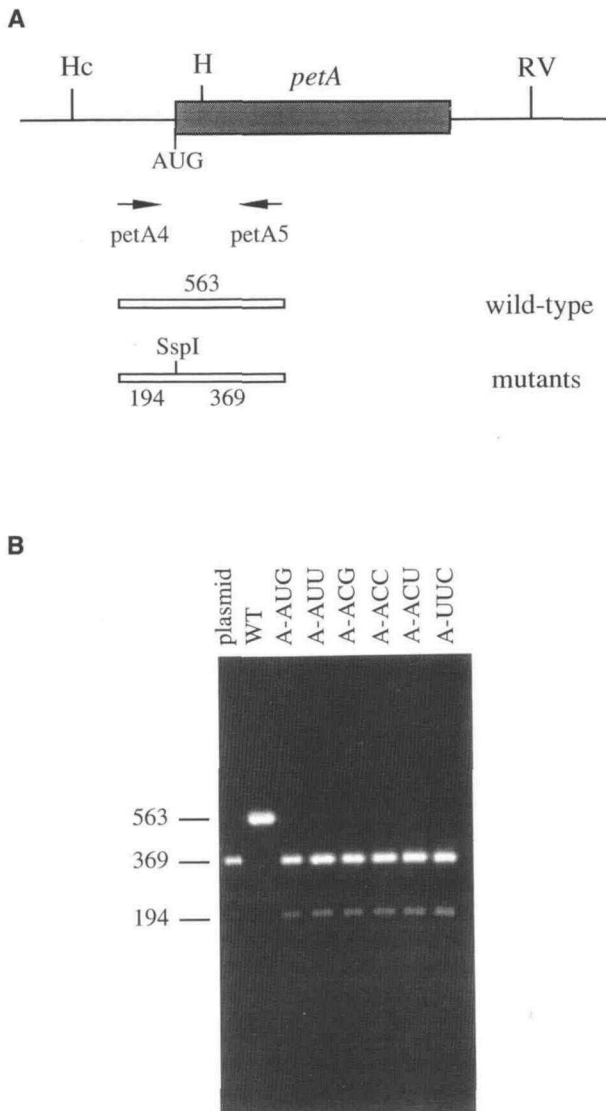 A
Hc H petA RV
AUG
petA4 petA5
563
wild-type
SspI
mutants
194 369
B
plasmid
WT
A-AUG
A-AUU
A-ACG
A-ACC
A-ACU
A-UUC
563
369
194